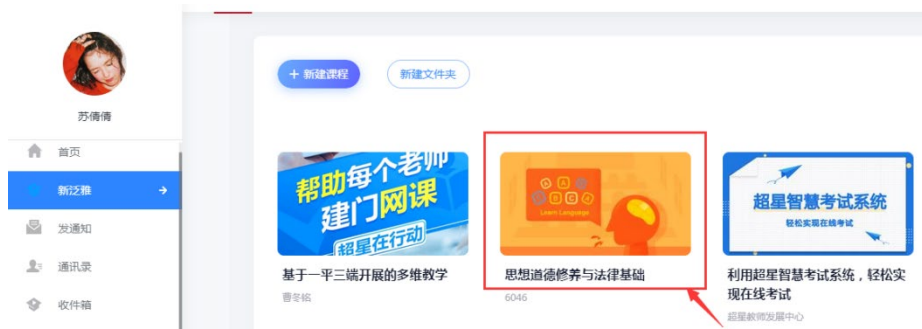 苏倩倩
首页
新泛雅
发通知
通讯录
收件箱
+ 新建课程
新建文件夹
帮助每个老师
建门网课
超星在行动
基于一平三端开展的多维教学
曹冬铭
Learn Language
思想道德修养与法律基础
6046
超星智慧考试系统
轻松实现在线考试
利用超星智慧考试系统，轻松实
现在线考试
超星教师发展中心